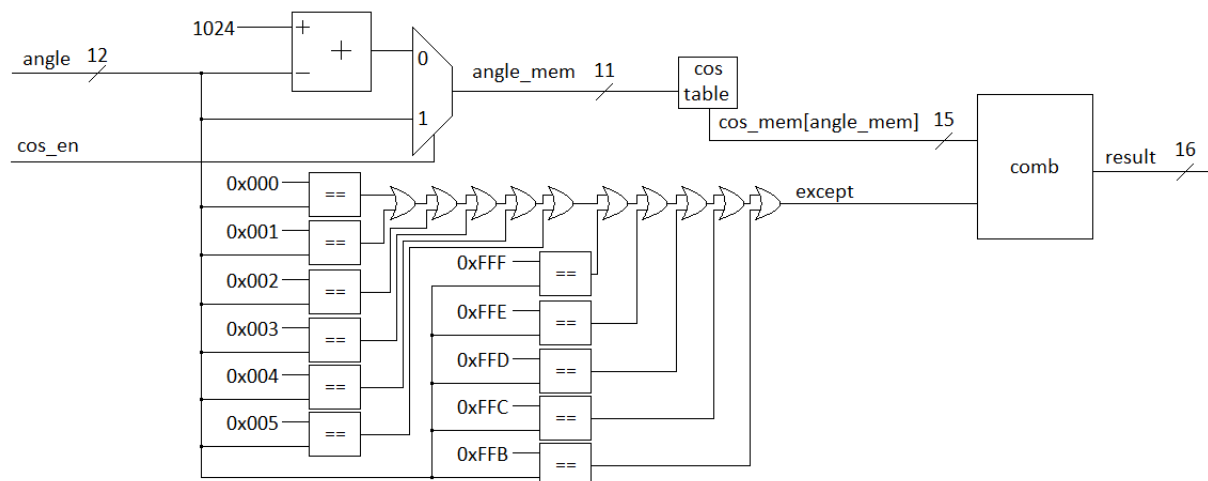 1024
+
−
+
angle
12
0
1
angle_mem
11
cos
table
cos_mem[angle_mem]
15
cos_en
comb
result
16
0x000
==
0x001
==
0x002
==
0x003
==
0x004
==
0x005
==
except
0xFFF
==
0xFFE
==
0xFFD
==
0xFFC
==
0xFFB
==